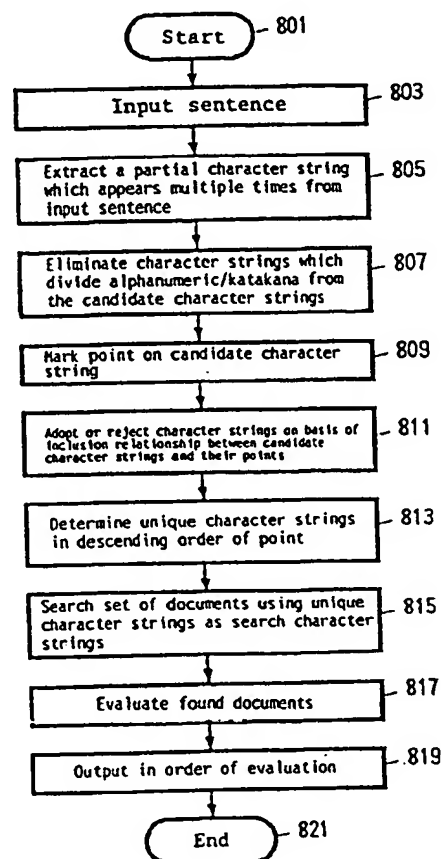 Start
801
Input sentence
803
Extract a partial character string
which appears multiple times from
input sentence
805
Eliminate character strings which
divide alphanumeric/katakana from
the candidate character strings
807
Mark point on candidate character
string
809
Adopt or reject character strings on basis of
inclusion relationship between candidate
character strings and their points
811
Determine unique character strings
in descending order of point
813
Search set of documents using unique
character strings as search character
strings
815
Evaluate found documents
817
Output in order of evaluation
819
End
821